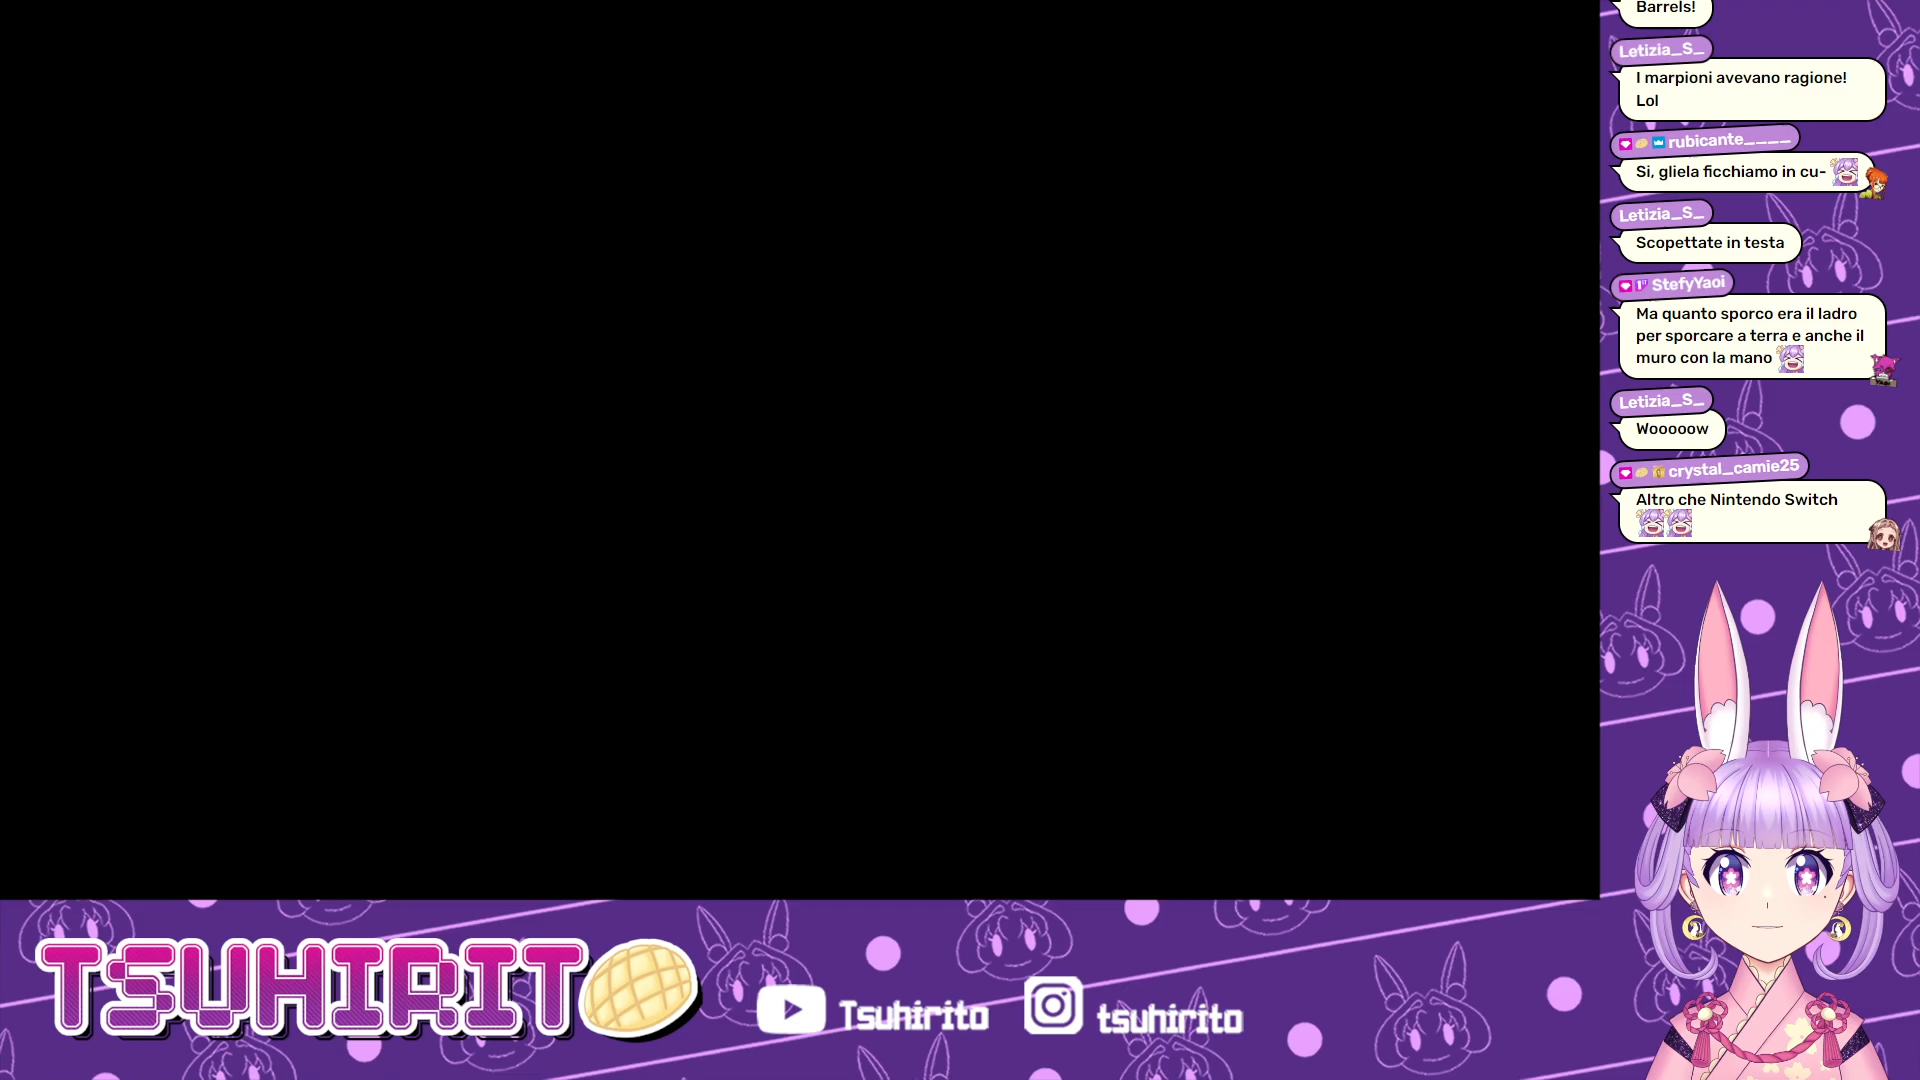 Barrels!
Letizia_S_
I marpioni avevano ragione!
Lol
rubicante____
Si, gliela ficchiamo in cu-
Letizia_S_
Scopettate in testa
StefyYaoi
Ma quanto sporco era il ladro
per sporcare a terra e anche il
muro con la mano
Letizia_S_
Wooooow
crystal_camie25
Altro che Nintendo Switch
TSUHIRIT
Tsuhirito
tsuhirito